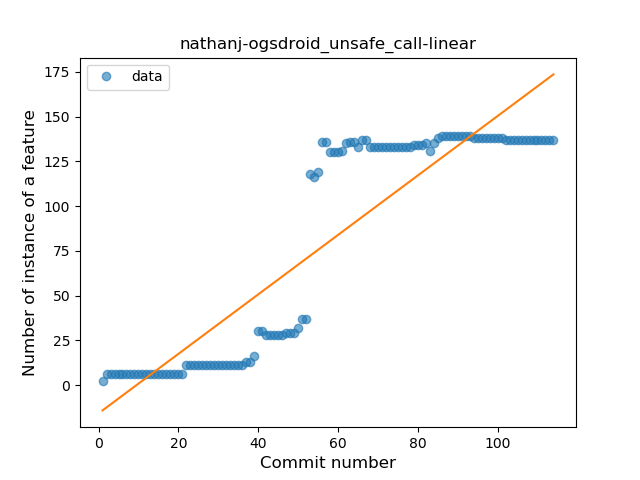 nathanj-ogsdroid_unsafe_call-linear
data
Number of instance of a feature
175
150
125
100
75
50
25
0
0 20 40 60 80 100
Commit number